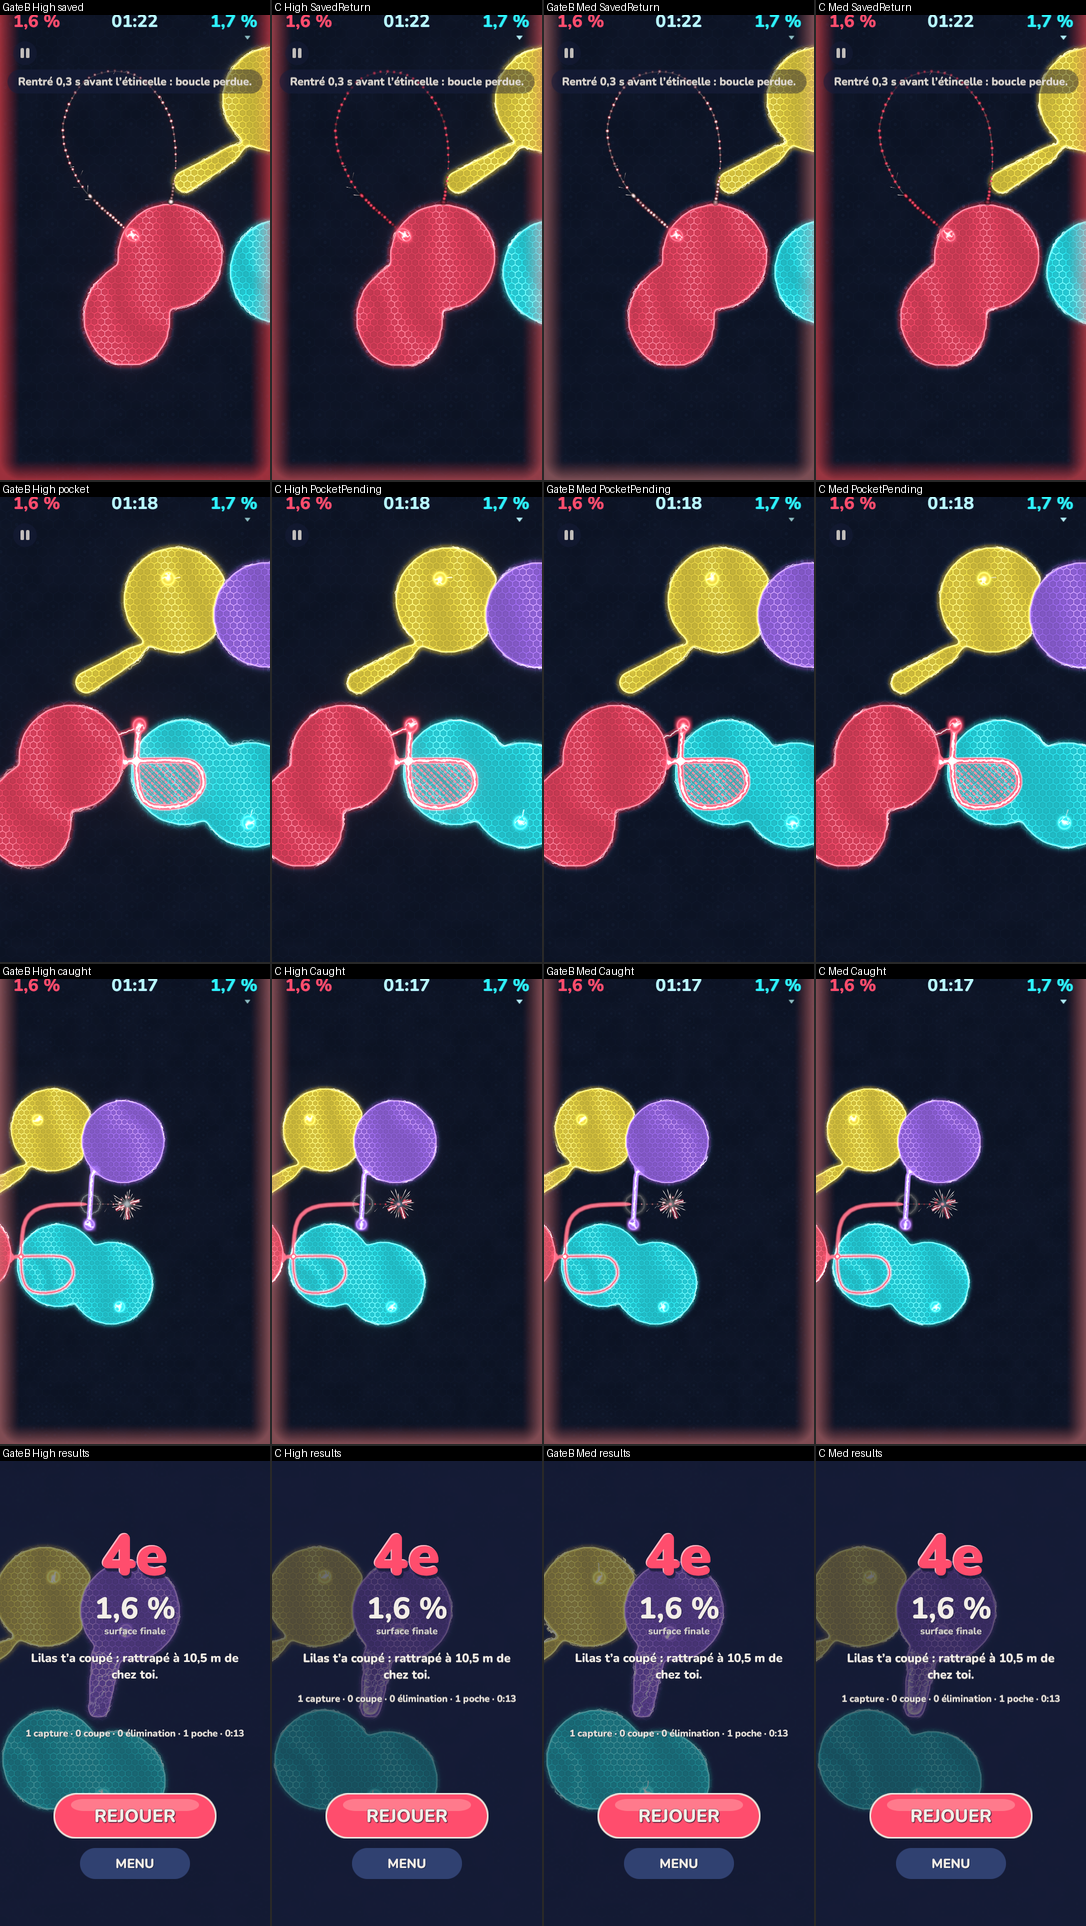 GateB High saved
C High SavedReturn
GateB Med SavedReturn
C Med SavedReturn
1,6 % 01:22 1,7 %
1,6 % 01:22 1,7 %
1,6 % 01:22 1,7 %
1,6 % 01:22 1,7 %
Rentré 0,3 s avant l'étincelle : boucle perdue.
Rentré 0,3 s avant l'étincelle : boucle perdue.
Rentré 0,3 s avant l'étincelle : boucle perdue.
Rentré 0,3 s avant l'étincelle : boucle perdue.
GateB High pocket
C High PocketPending
GateB Med PocketPending
C Med PocketPending
1,6 % 01:18 1,7 %
1,6 % 01:18 1,7 %
1,6 % 01:18 1,7 %
1,6 % 01:18 1,7 %
GateB High caught
C High Caught
GateB Med Caught
C Med Caught
1,6 % 01:17 1,7 %
1,6 % 01:17 1,7 %
1,6 % 01:17 1,7 %
1,6 % 01:17 1,7 %
GateB High results
C High results
GateB Med results
C Med results
4e
1,6 %
surface finale
Lilas t'a coupé : rattrapé à 10,5 m de
chez toi.
1 capture · 0 coupe · 0 élimination · 1 poche · 0:13
REJOUER
MENU
4e
1,6 %
surface finale
Lilas t'a coupé : rattrapé à 10,5 m de
chez toi.
1 capture · 0 coupe · 0 élimination · 1 poche · 0:13
REJOUER
MENU
4e
1,6 %
surface finale
Lilas t'a coupé : rattrapé à 10,5 m de
chez toi.
1 capture · 0 coupe · 0 élimination · 1 poche · 0:13
REJOUER
MENU
4e
1,6 %
surface finale
Lilas t'a coupé : rattrapé à 10,5 m de
chez toi.
1 capture · 0 coupe · 0 élimination · 1 poche · 0:13
REJOUER
MENU